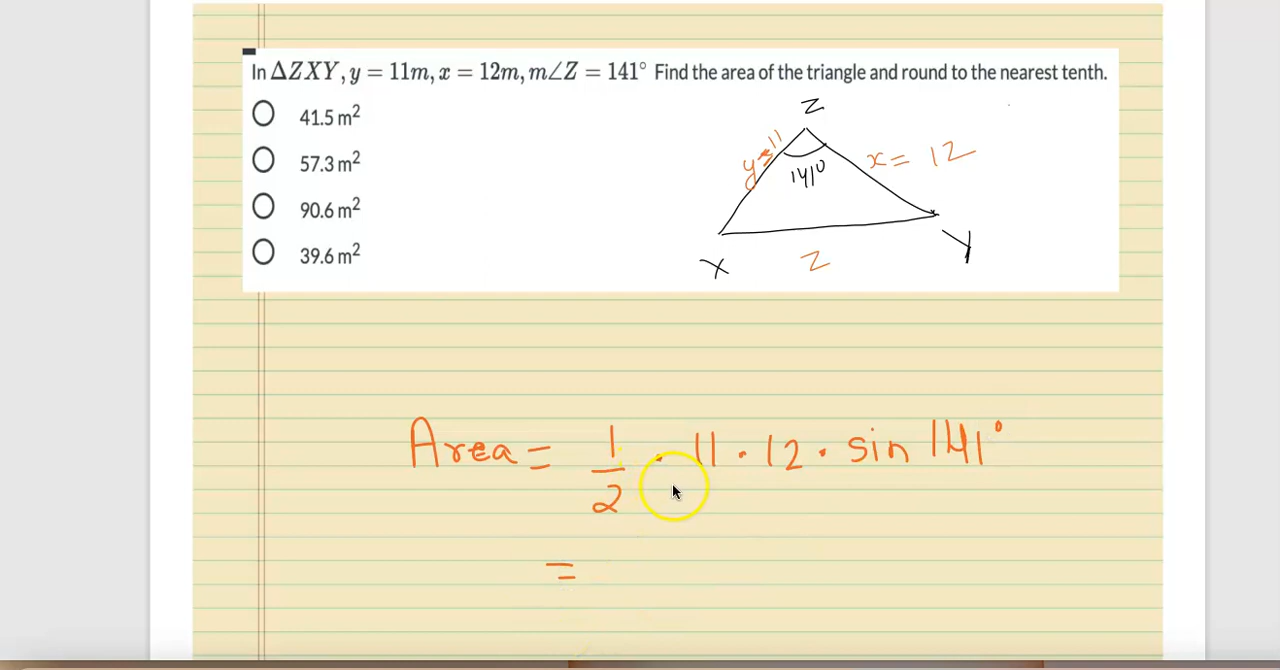 In ΔZXY, y = 11m, x = 12m, m∠Z = 141° Find the area of the triangle and round to the nearest tenth.
41.5 m²
57.3 m²
90.6 m²
39.6 m²
Z
y=11
x= 12
141°
X
Z
Y
Area = 1/2 · 11 · 12 · sin 141°
=